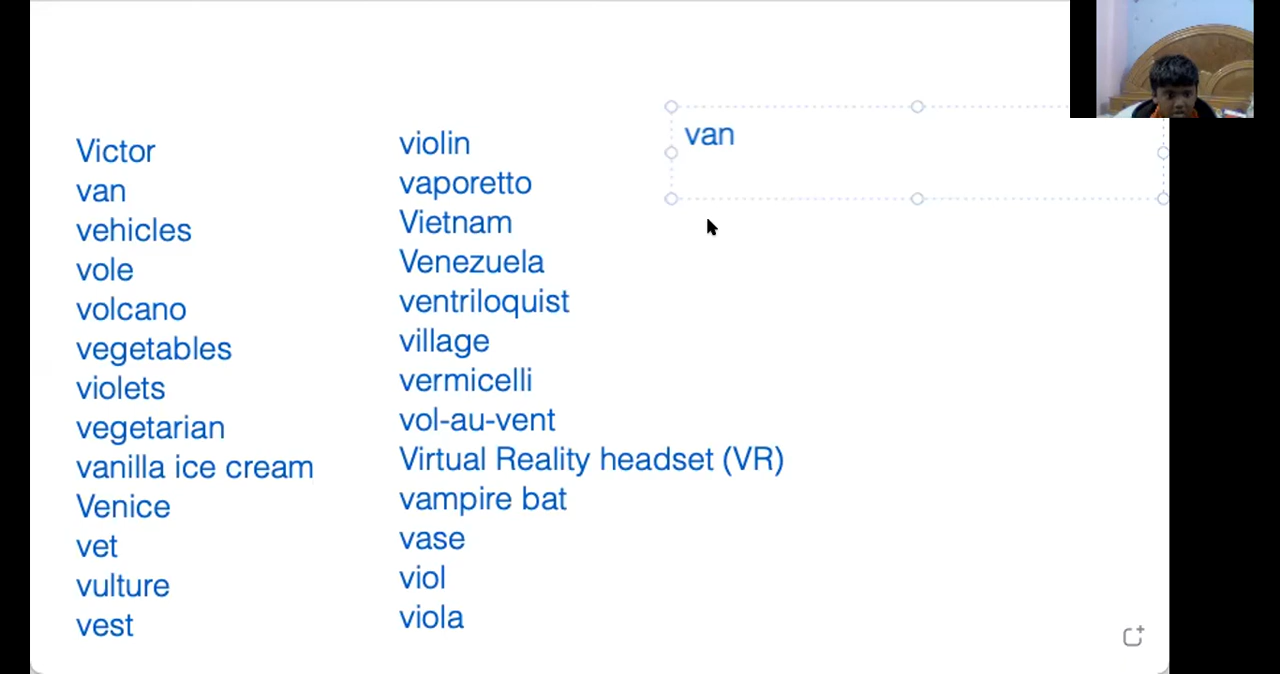 Victor
van
vehicles
vole
volcano
vegetables
violets
vegetarian
vanilla ice cream
Venice
vet
vulture
vest
violin
vaporetto
Vietnam
Venezuela
ventriloquist
village
vermicelli
vol-au-vent
Virtual Reality headset (VR)
vampire bat
vase
viol
viola
van